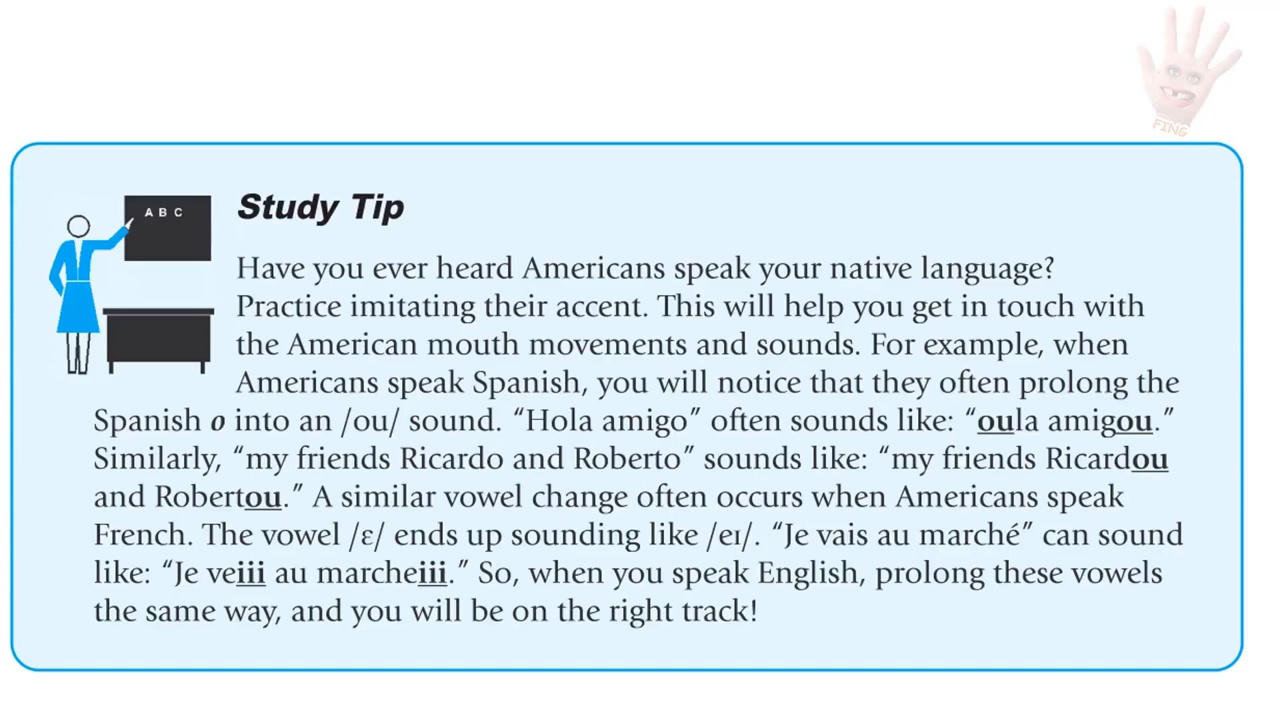 FING
A B C
Study Tip
Have you ever heard Americans speak your native language?
Practice imitating their accent. This will help you get in touch with
the American mouth movements and sounds. For example, when
Americans speak Spanish, you will notice that they often prolong the
Spanish o into an /ou/ sound. “Hola amigo” often sounds like: “oula amigou.”
Similarly, “my friends Ricardo and Roberto” sounds like: “my friends Ricardou
and Robertou.” A similar vowel change often occurs when Americans speak
French. The vowel /ɛ/ ends up sounding like /eɪ/. “Je vais au marché” can sound
like: “Je veiii au marcheiii.” So, when you speak English, prolong these vowels
the same way, and you will be on the right track!